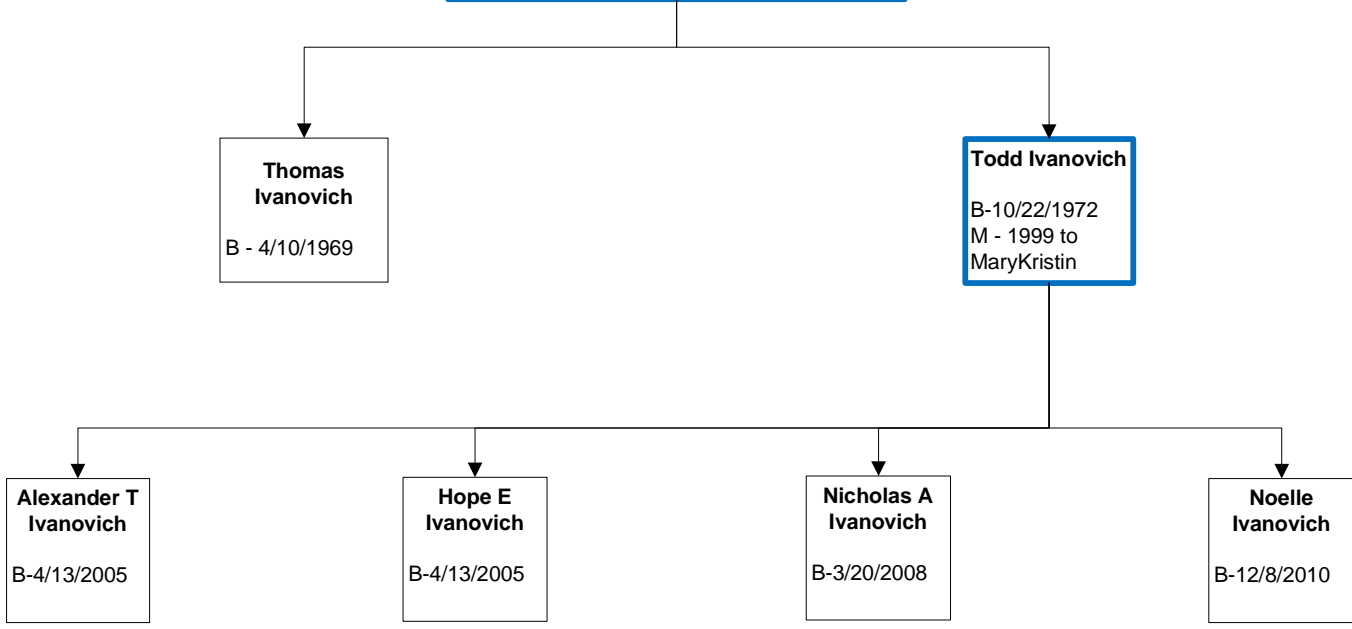 Thomas
Ivanovich
B - 4/10/1969
Todd Ivanovich
B-10/22/1972
M - 1999 to
MaryKristin
Alexander T
Ivanovich
B-4/13/2005
Hope E
Ivanovich
B-4/13/2005
Nicholas A
Ivanovich
B-3/20/2008
Noelle
Ivanovich
B-12/8/2010